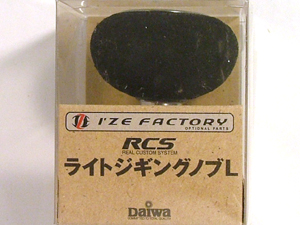 I'ZE FACTORY
OPTIONAL PARTS
RCS
REAL CUSTOM SYSTEM
ライトジギングノブL
Daiwa